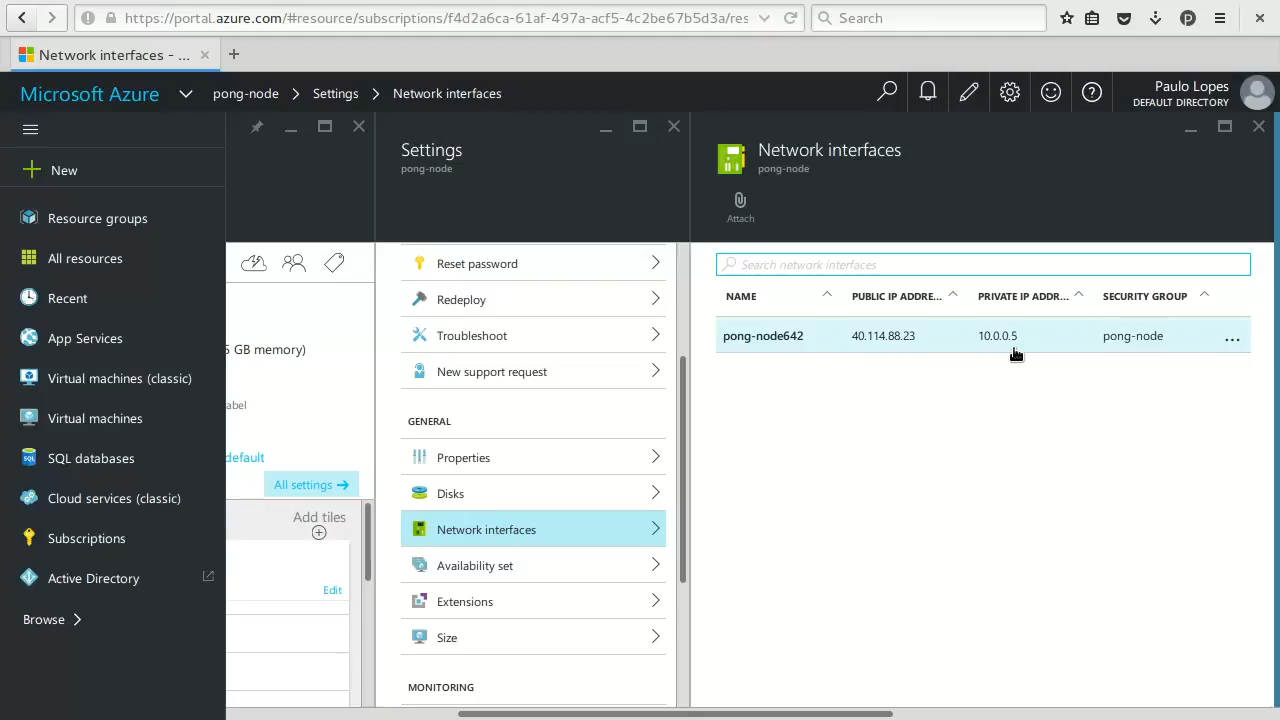 https://portal.azure.com/#resource/subscriptions/f4d2a6ca-61af-497a-acf5-4c2be67b5d3a/res
Search
Network interfaces - ...
Microsoft Azure
pong-node
Settings
Network interfaces
Paulo Lopes
DEFAULT DIRECTORY
New
Resource groups
All resources
Recent
App Services
Virtual machines (classic)
Virtual machines
SQL databases
Cloud services (classic)
Subscriptions
Active Directory
Browse
5 GB memory)
abel
default
All settings
Add tiles
Edit
Settings
pong-node
Reset password
Redeploy
Troubleshoot
New support request
GENERAL
Properties
Disks
Network interfaces
Availability set
Extensions
Size
MONITORING
Network interfaces
pong-node
Attach
Search network interfaces
NAME PUBLIC IP ADDRE... PRIVATE IP ADDR... SECURITY GROUP
pong-node642 40.114.88.23 10.0.0.5 pong-node ...